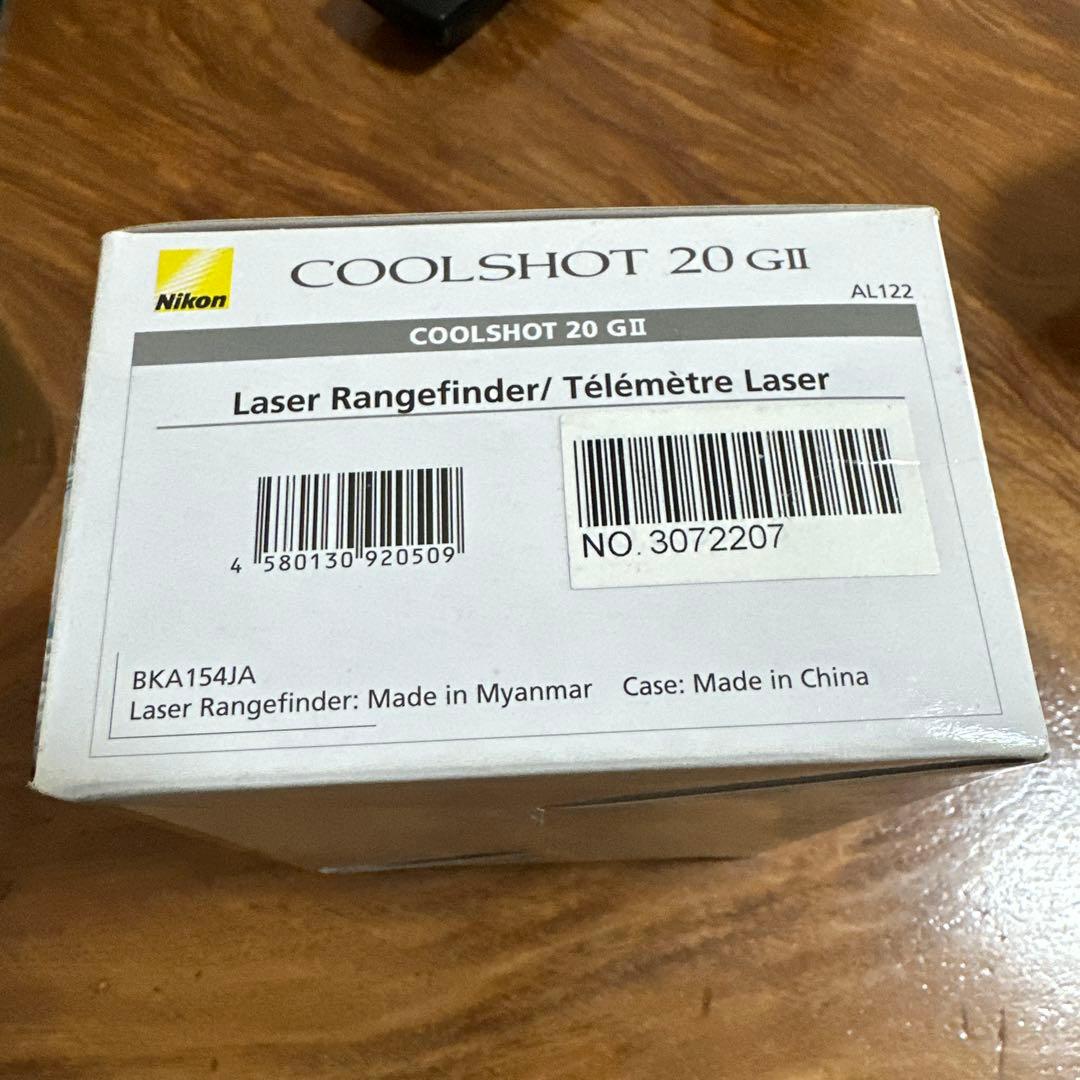 Nikon
COOLSHOT 20 GII
AL122
COOLSHOT 20 GII
Laser Rangefinder/ Télémètre Laser
4 580130 920509
NO. 3072207
BKA154JA
Laser Rangefinder: Made in Myanmar Case: Made in China